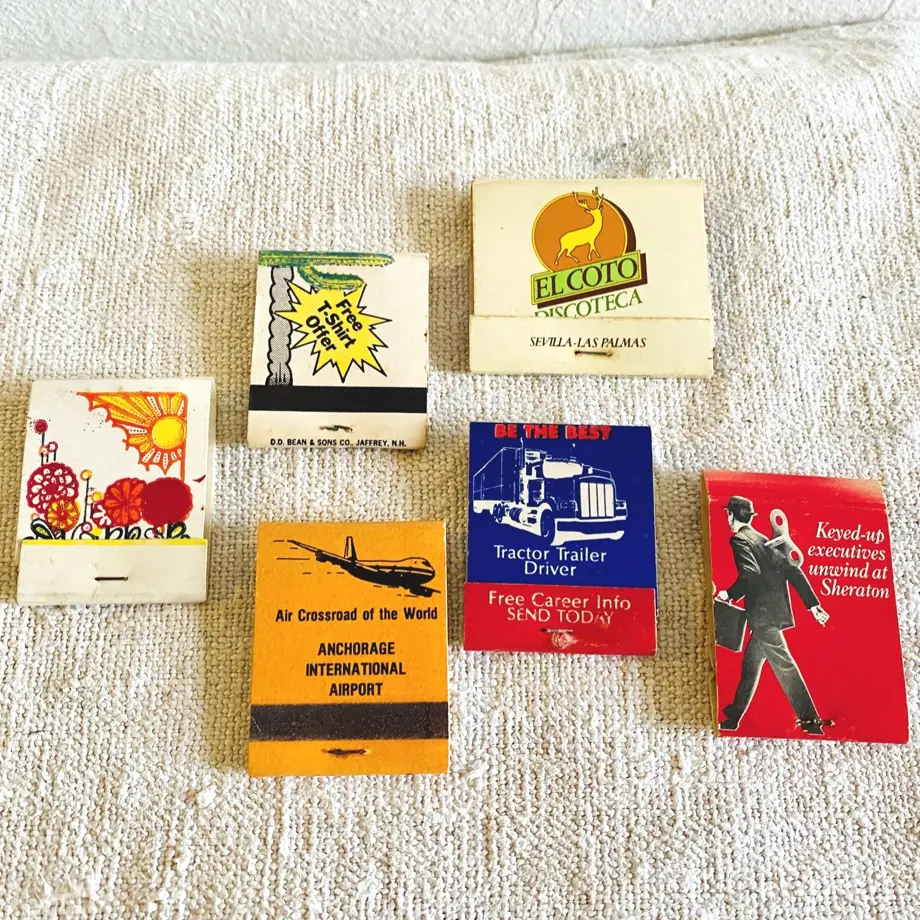 EL COTO
DISCOTECA
SEVILLA-LAS PALMAS
Free
T-Shirt
Offer
D.D. BEAN & SONS CO., JAFFREY, N.H.
BE THE BEST
Tractor Trailer
Driver
Free Career Info
SEND TODAY
Keyed-up
executives
unwind at
Sheraton
Air Crossroad of the World
ANCHORAGE
INTERNATIONAL
AIRPORT